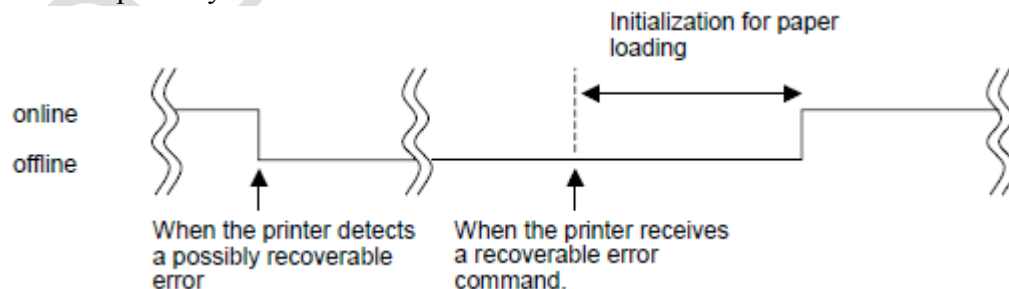 Initialization for paper
loading
online
offline
When the printer detects
a possibly recoverable
error
When the printer receives
a recoverable error
command.